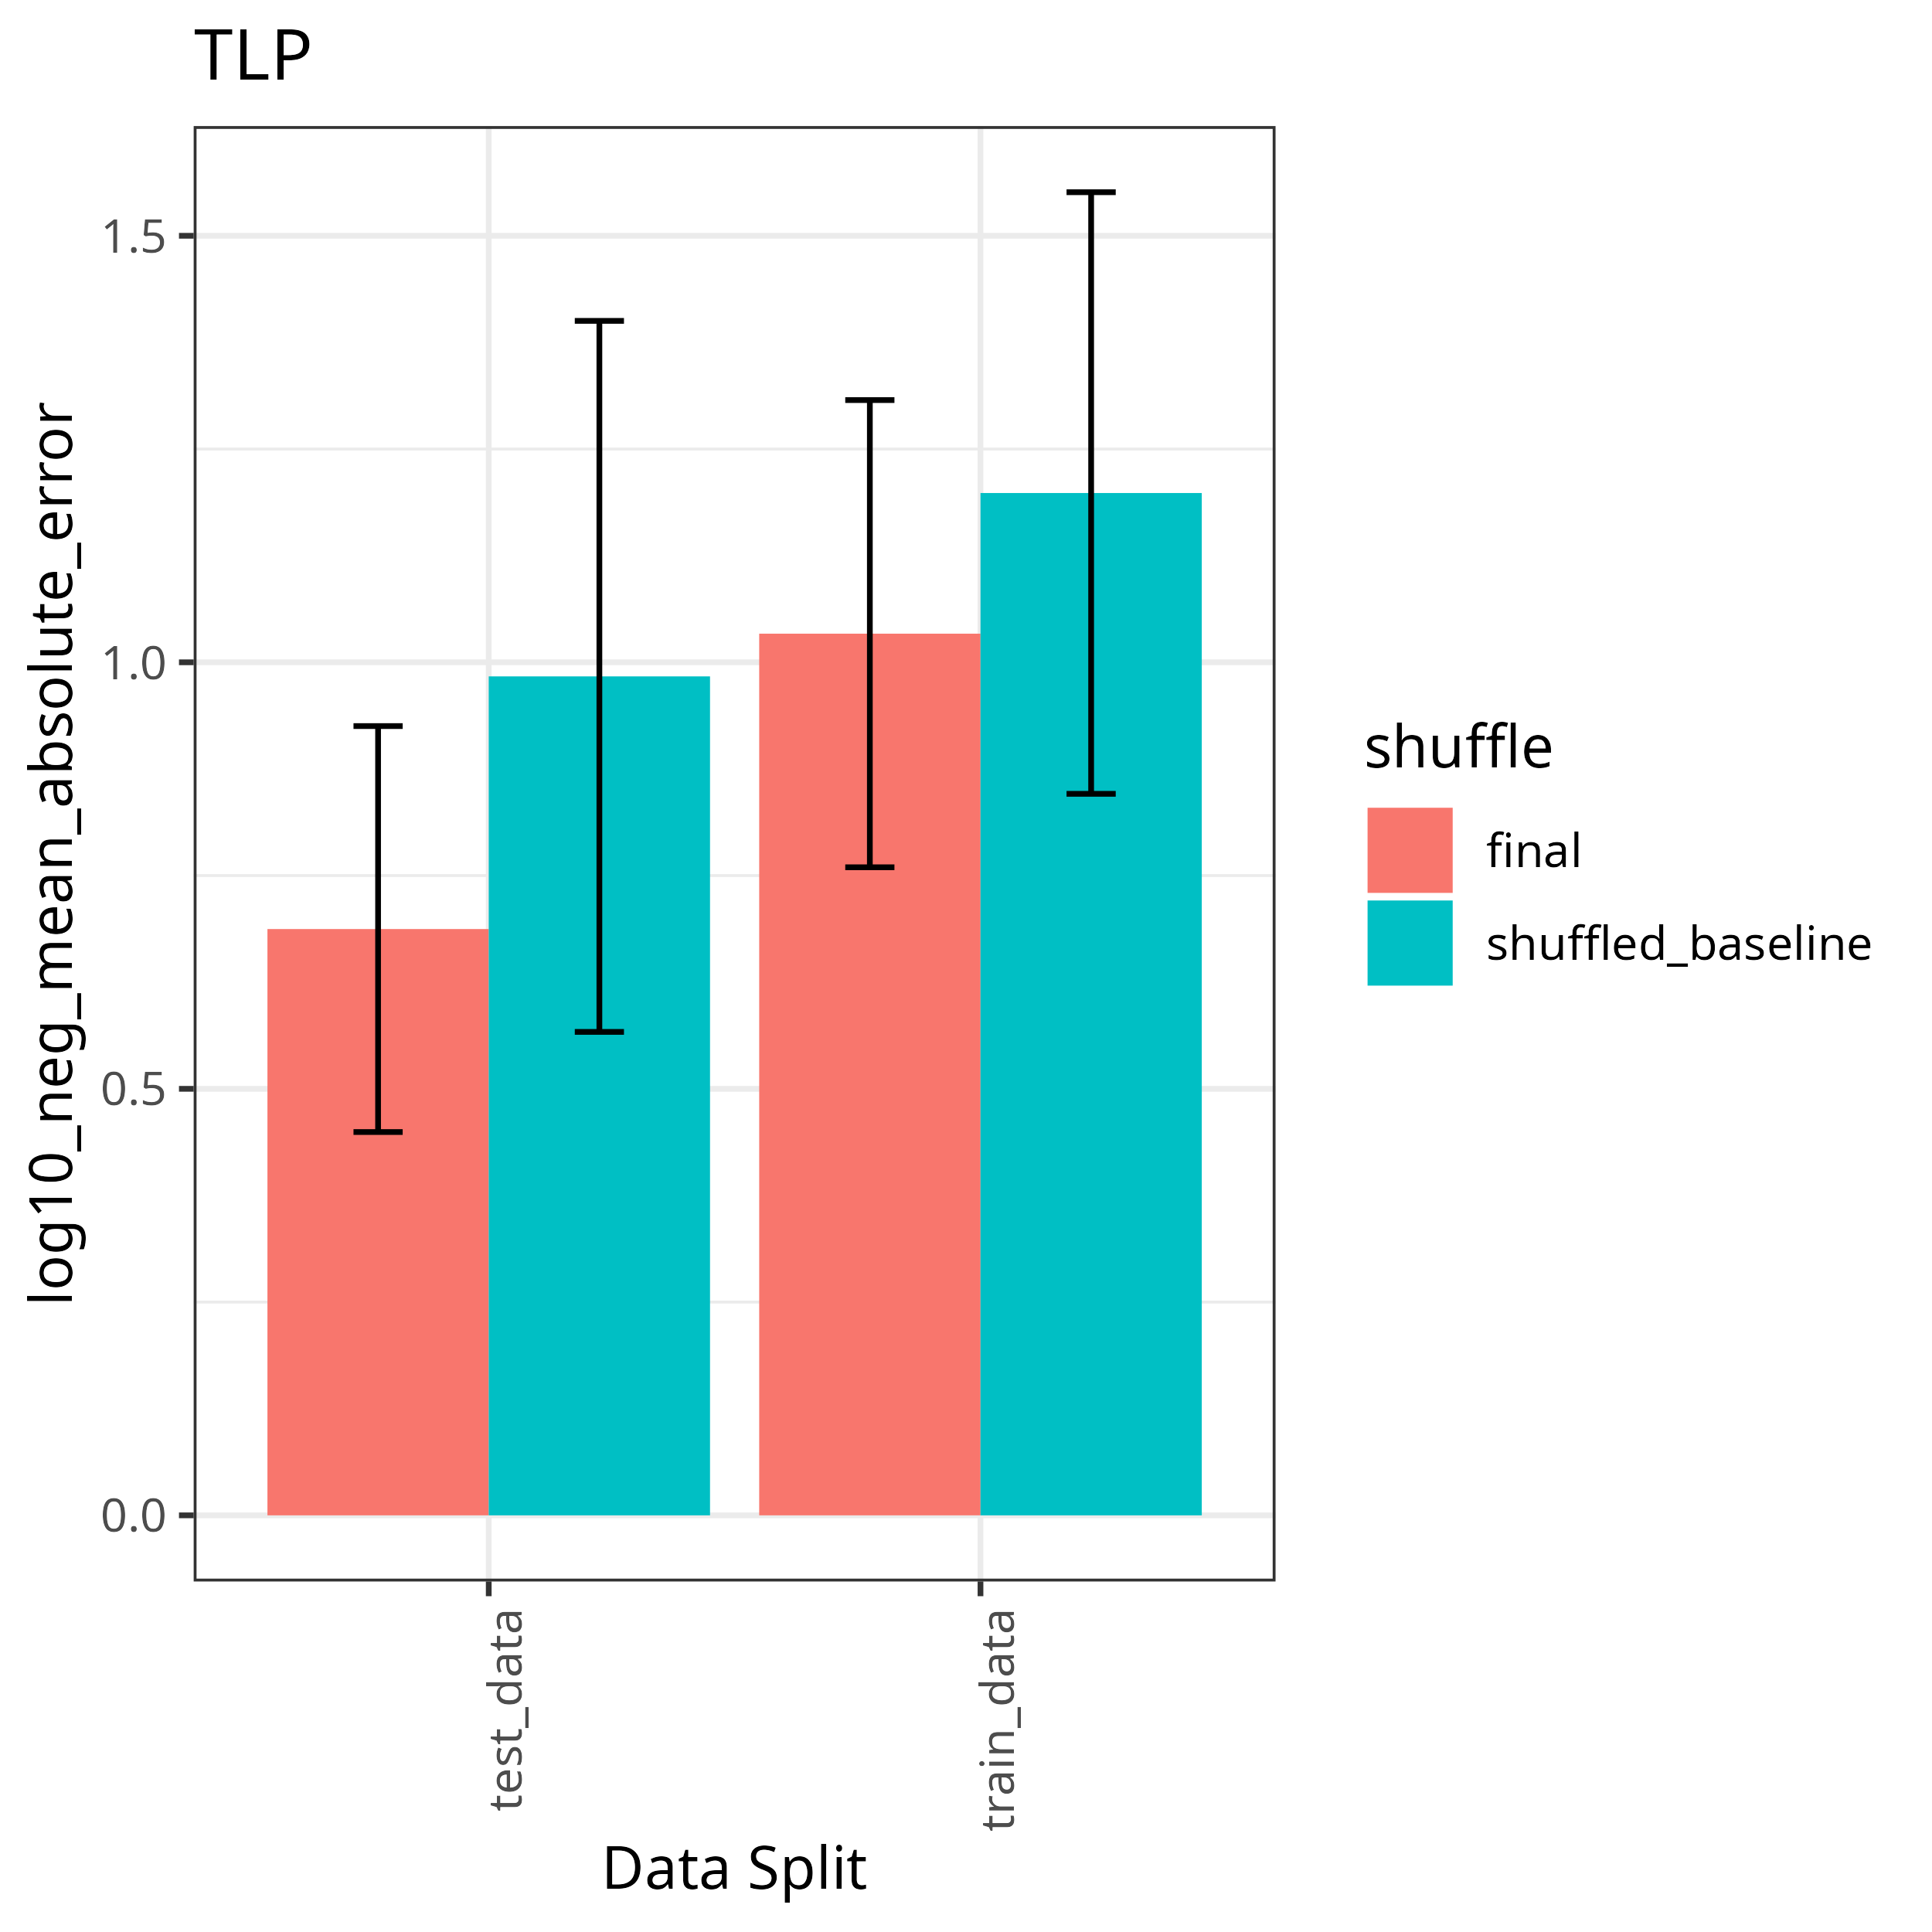 TLP
log10_neg_mean_absolute_error
1.5
1.0
0.5
0.0
test_data
train_data
Data Split
shuffle
final
shuffled_baseline